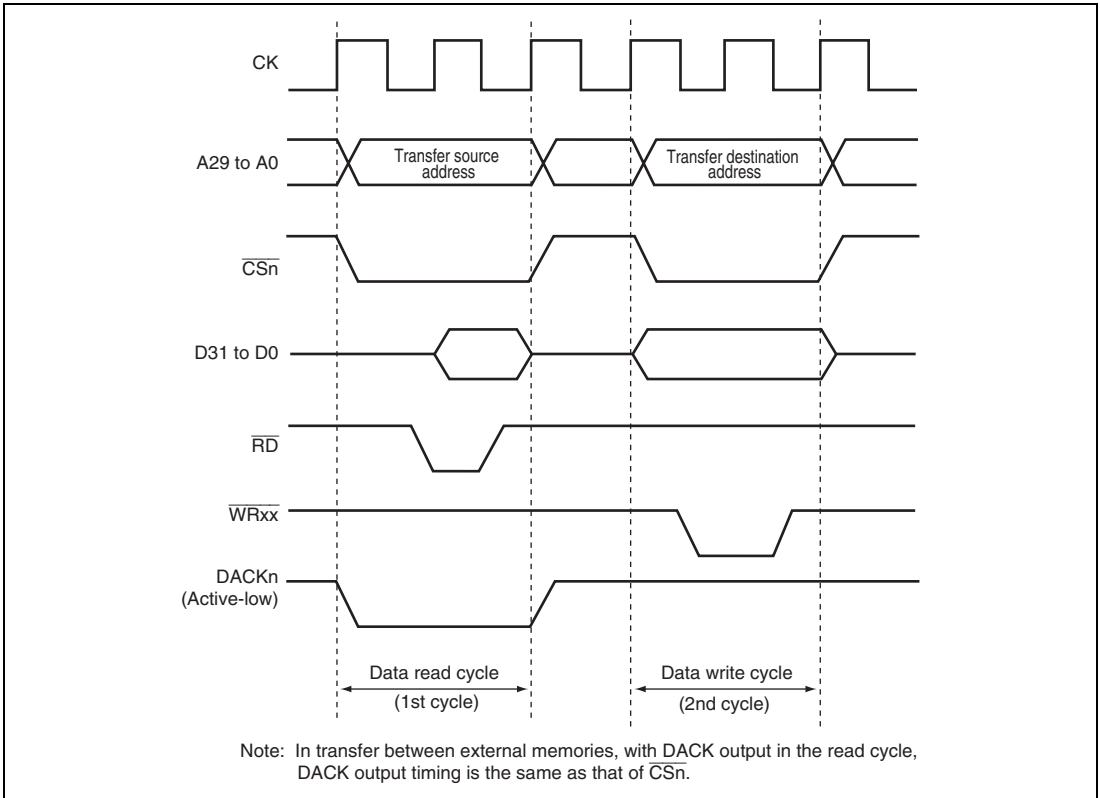 CK
A29 to A0
Transfer source
address
Transfer destination
address
CSn
D31 to D0
RD
WRxx
DACKn
(Active-low)
Data read cycle
(1st cycle)
Data write cycle
(2nd cycle)
Note: In transfer between external memories, with DACK output in the read cycle,
DACK output timing is the same as that of CSn.